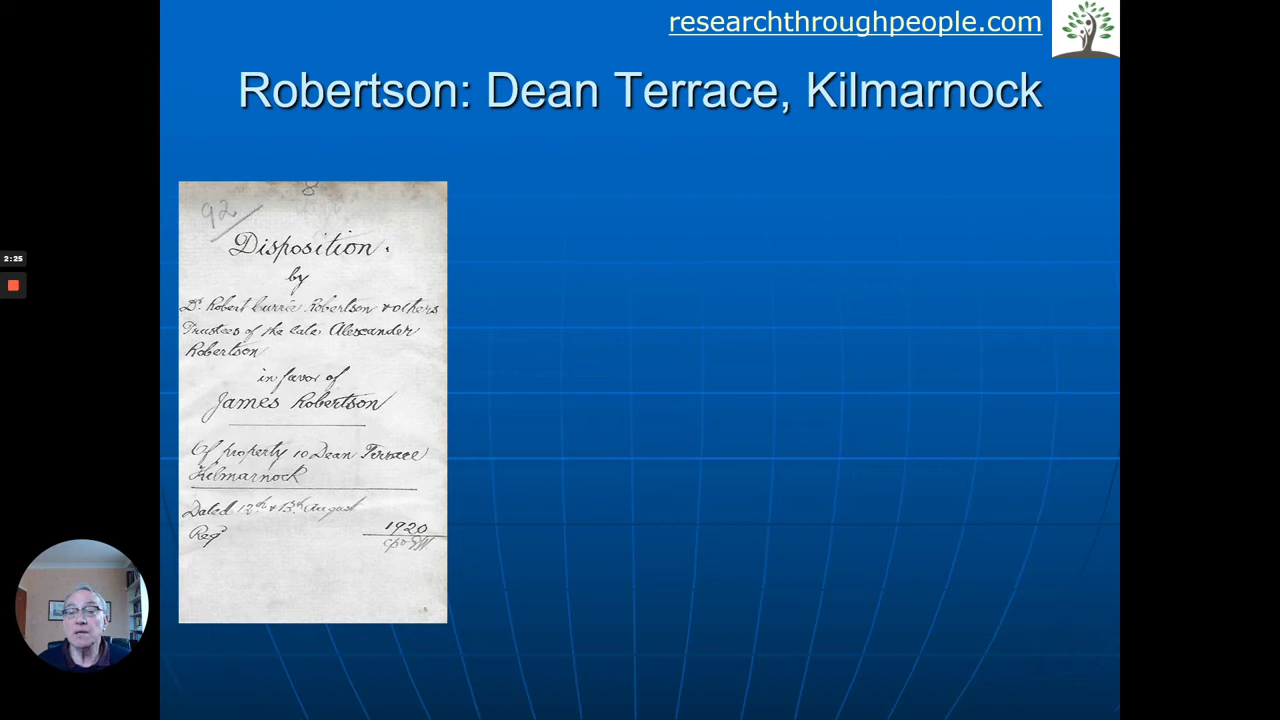 researchthroughpeople.com
Robertson: Dean Terrace, Kilmarnock
8
92
Disposition.
by
Dr. Robert Currie Robertson & others
Trustees of the late Alexander
Robertson
in favor of
James Robertson
Of property 10 Dean Terrace
Kilmarnock
Dated 12th & 13th August
Regd 1920
2:25